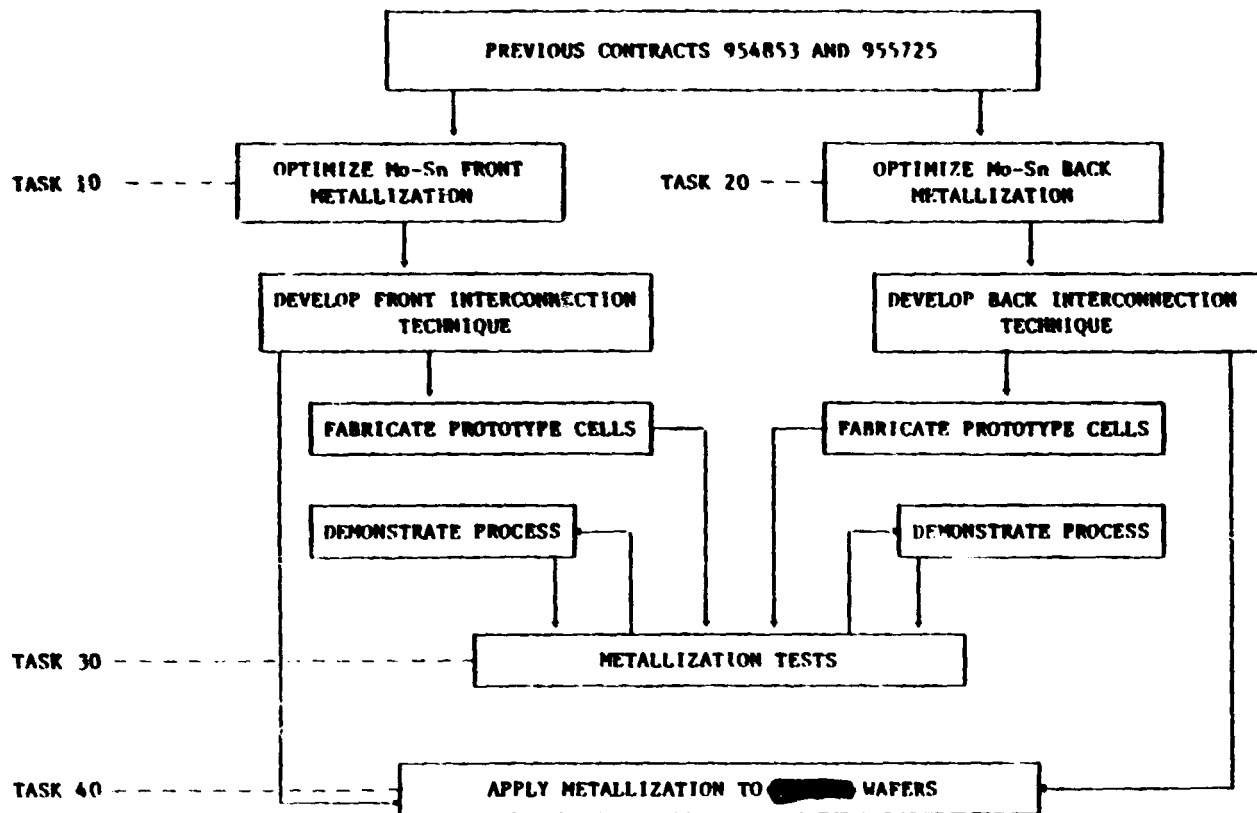 PREVIOUS CONTRACTS 954853 AND 955725
TASK 10
OPTIMIZE Mo-Sn FRONT
METALLIZATION
TASK 20
OPTIMIZE Mo-Sn BACK
METALLIZATION
DEVELOP FRONT INTERCONNECTION
TECHNIQUE
DEVELOP BACK INTERCONNECTION
TECHNIQUE
FABRICATE PROTOTYPE CELLS
FABRICATE PROTOTYPE CELLS
DEMONSTRATE PROCESS
DEMONSTRATE PROCESS
TASK 30
METALLIZATION TESTS
TASK 40
APPLY METALLIZATION TO WAFERS